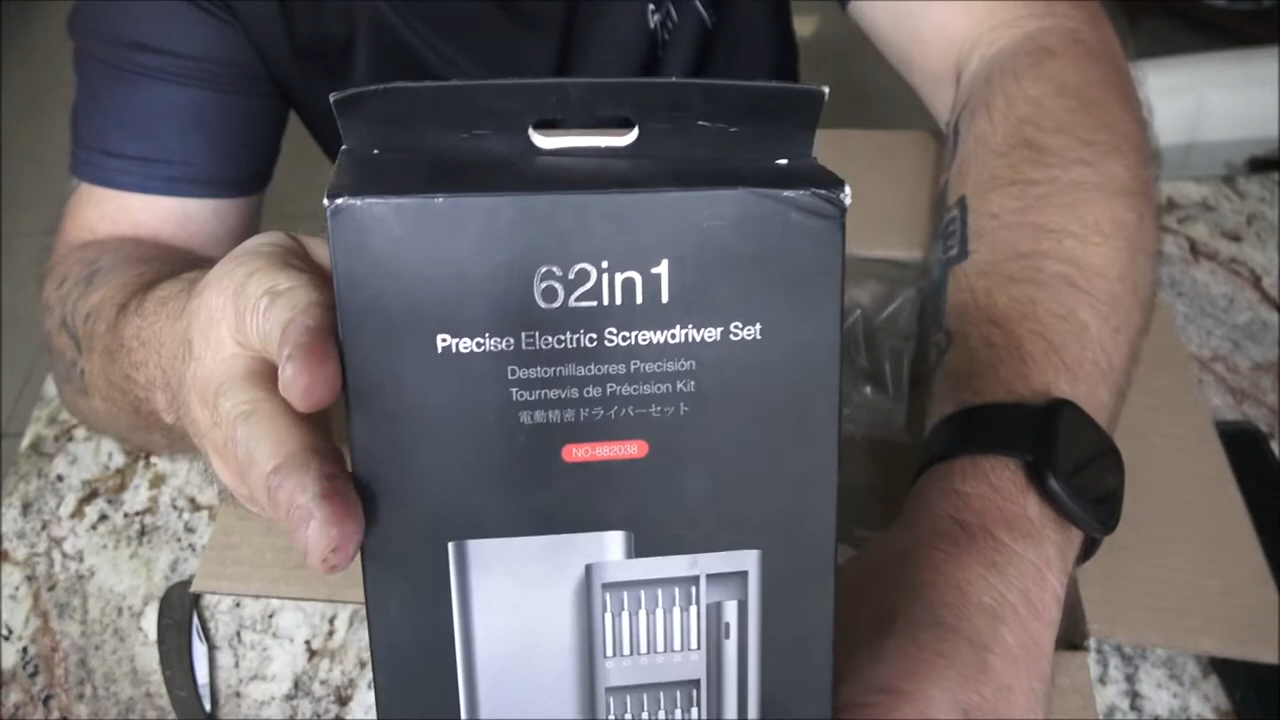 62in1
Precise Electric Screwdriver Set
Destornilladores Precisión
Tournevis de Précision Kit
電動精密ドライバーセット
NO-882038